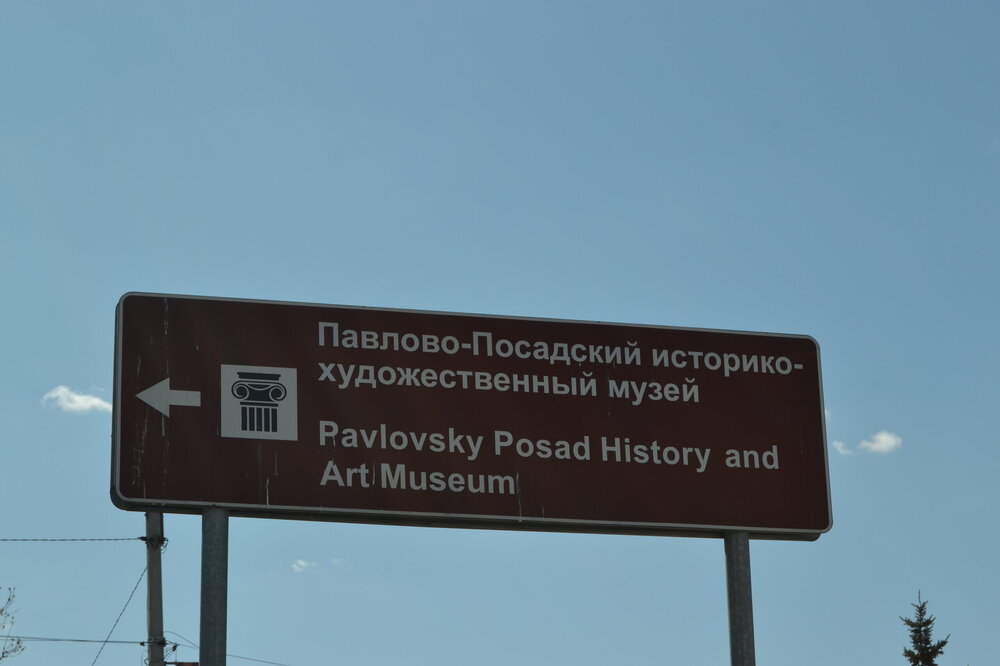 Павлово-Посадский историко-
художественный музей
Pavlovsky Posad History and
Art Museum